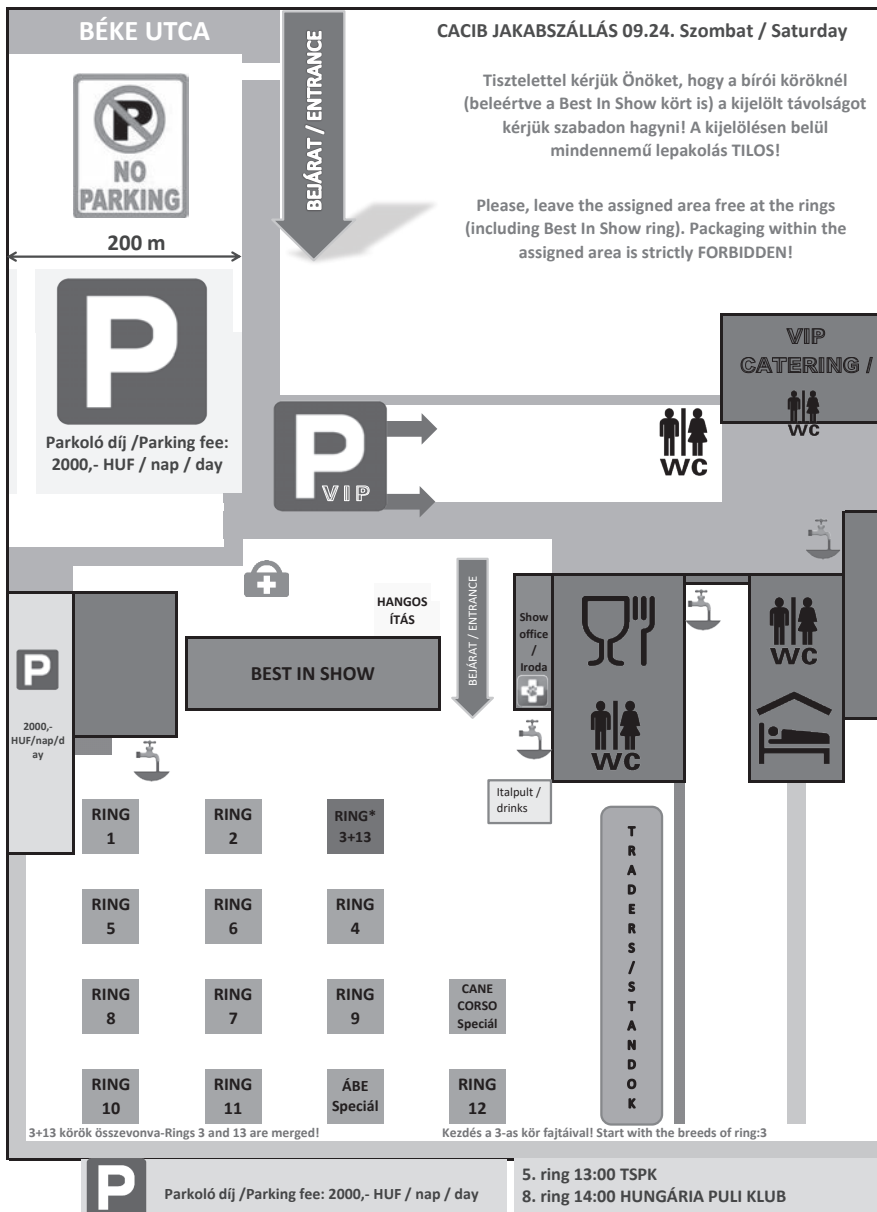 BÉKE UTCA
BEJÁRAT / ENTRANCE
CACIB JAKABSZÁLLÁS 09.24. Szombat / Saturday
Tisztelettel kérjük Önöket, hogy a bírói köröknél
(beleértve a Best In Show kört is) a kijelölt távolságot
kérjük szabadon hagyni! A kijelölésen belül
mindennemű lepakolás TILOS!
Please, leave the assigned area free at the rings
(including Best In Show ring). Packaging within the
assigned area is strictly FORBIDDEN!
P
NO
PARKING
200 m
P
Parkoló díj /Parking fee:
2000,- HUF / nap / day
P
VIP
WC
VIP
CATERING /
WC
HANGOS
ÍTÁS
BEJÁRAT / ENTRANCE
Show
office
/
Iroda
WC
WC
P
2000,-
HUF/nap/d
ay
BEST IN SHOW
Italpult /
drinks
RING
1
RING
2
RING*
3+13
RING
5
RING
6
RING
4
RING
8
RING
7
RING
9
CANE
CORSO
Speciál
RING
10
RING
11
ÁBE
Speciál
RING
12
TRADERS/STANDOK
3+13 körök összevonva-Rings 3 and 13 are merged!
Kezdés a 3-as kör fajtáival! Start with the breeds of ring:3
P
Parkoló díj /Parking fee: 2000,- HUF / nap / day
5. ring 13:00 TSPK
8. ring 14:00 HUNGÁRIA PULI KLUB